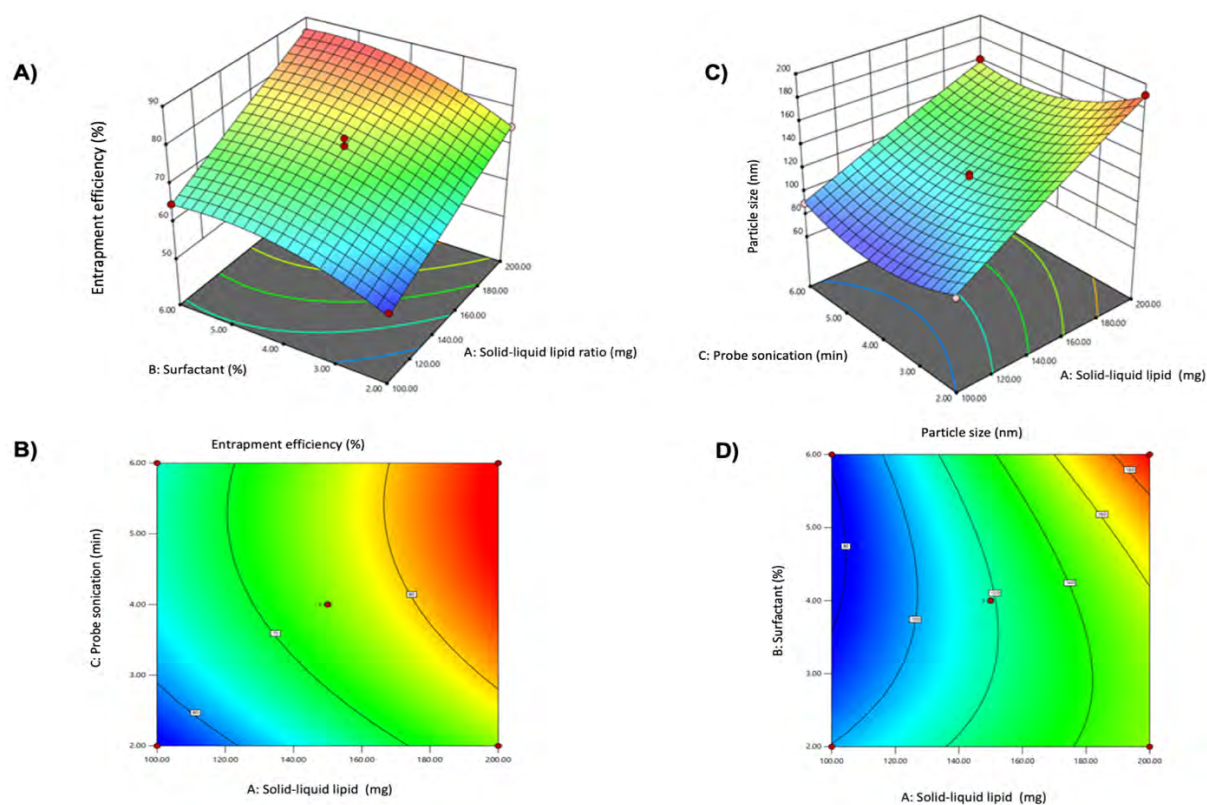 A)
Entrapment efficiency (%)
90
80
70
60
50
6.00
5.00
4.00
3.00
2.00
B: Surfactant (%)
200.00
180.00
160.00
140.00
120.00
100.00
A: Solid-liquid lipid ratio (mg)
C)
Particle size (nm)
200
180
160
140
120
100
80
60
6.00
5.00
4.00
3.00
2.00
C: Probe sonication (min)
200.00
180.00
160.00
140.00
120.00
100.00
A: Solid-liquid lipid (mg)
B)
Entrapment efficiency (%)
C: Probe sonication (min)
6.00
5.00
4.00
3.00
2.00
100.00 120.00 140.00 160.00 180.00 200.00
A: Solid-liquid lipid (mg)
D)
Particle size (nm)
B: Surfactant (%)
6.00
5.00
4.00
3.00
2.00
100.00 120.00 140.00 160.00 180.00 200.00
A: Solid-liquid lipid (mg)